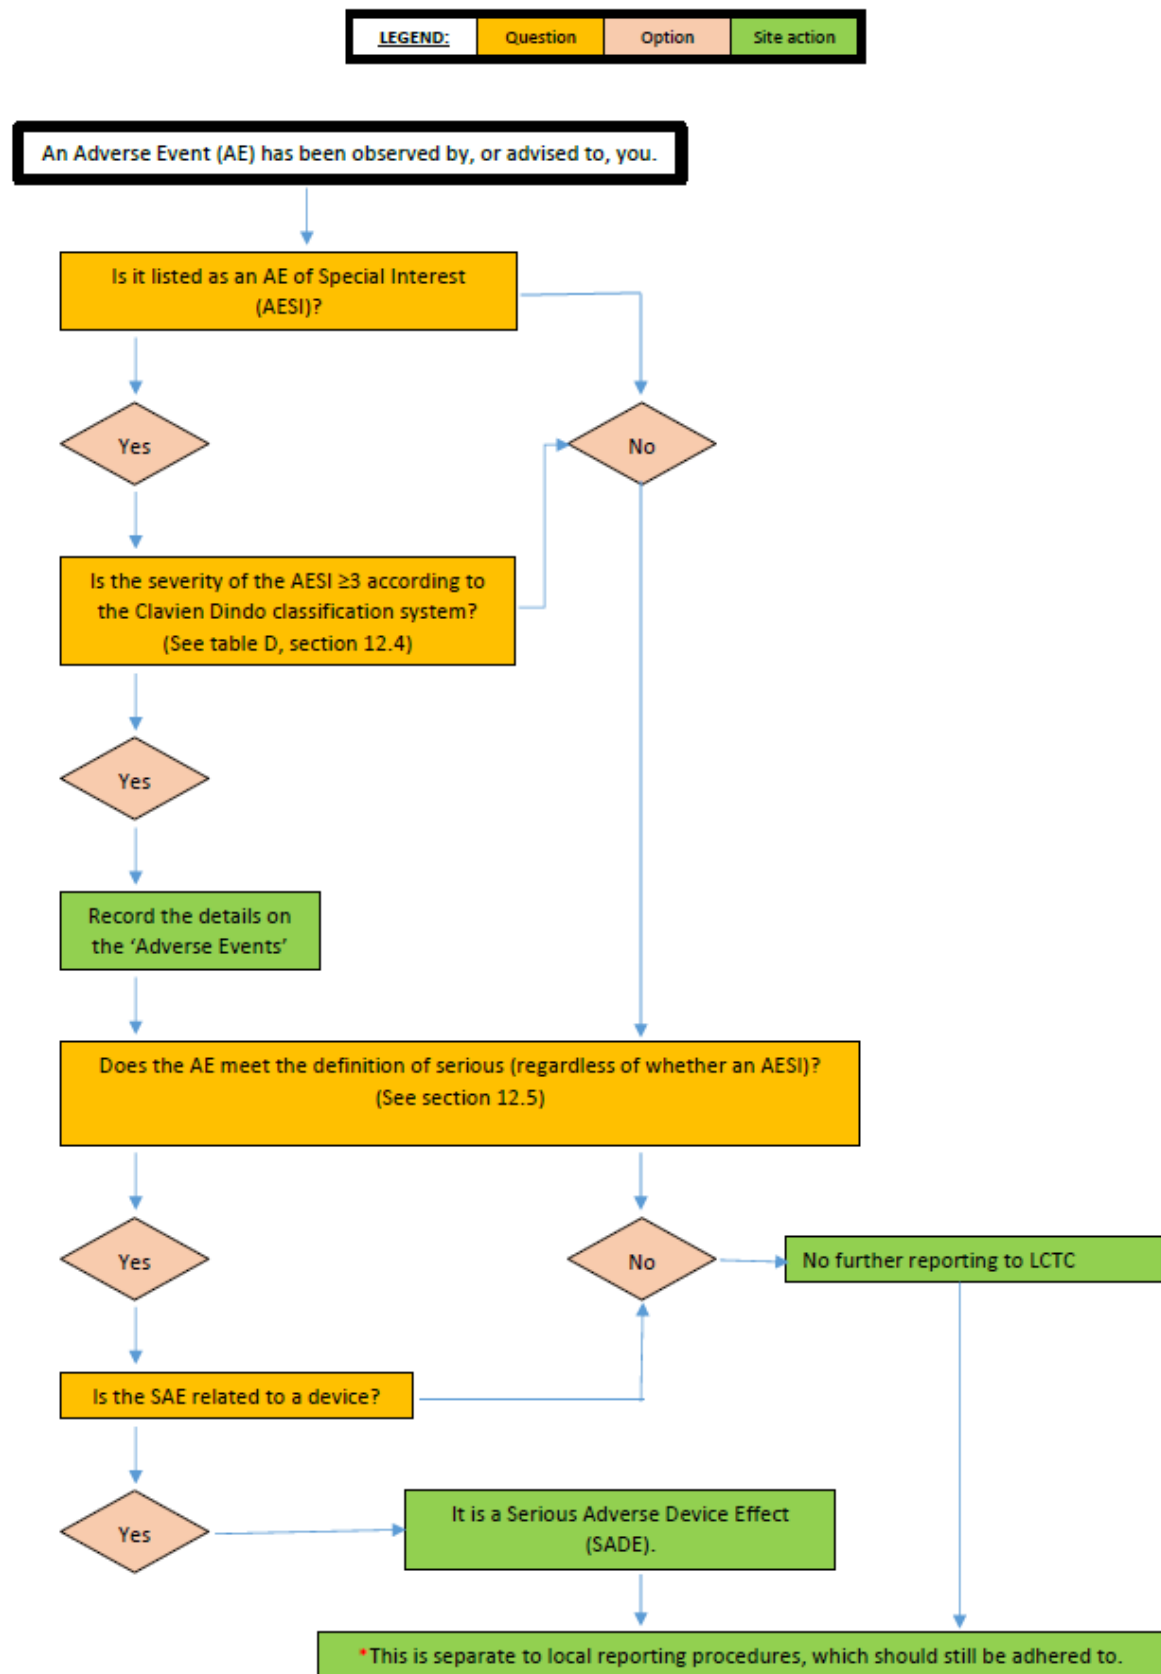 LEGEND: Question Option Site action
An Adverse Event (AE) has been observed by, or advised to, you.
Is it listed as an AE of Special Interest
(AESI)?
Yes
No
Is the severity of the AESI ≥3 according to
the Clavien Dindo classification system?
(See table D, section 12.4)
Yes
Record the details on
the ‘Adverse Events’
Does the AE meet the definition of serious (regardless of whether an AESI)?
(See section 12.5)
Yes
No
No further reporting to LCTC
Is the SAE related to a device?
Yes
It is a Serious Adverse Device Effect
(SADE).
*This is separate to local reporting procedures, which should still be adhered to.